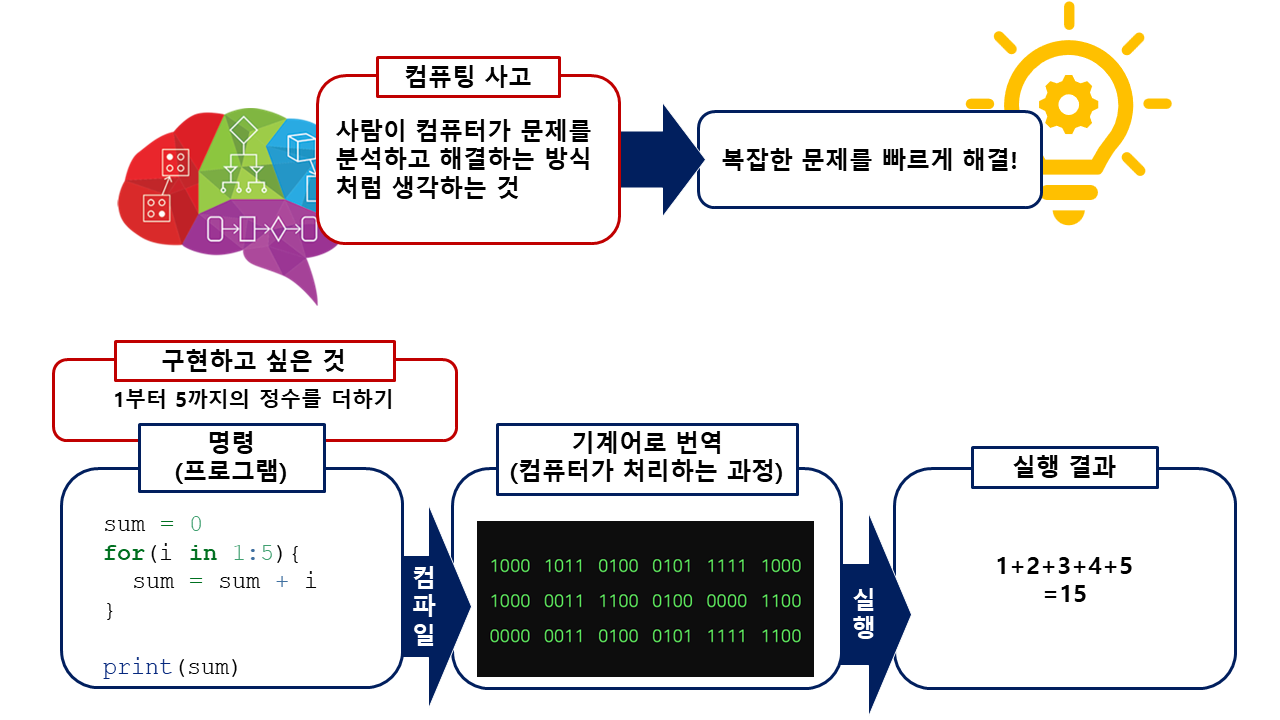 컴퓨팅 사고
사람이 컴퓨터가 문제를
분석하고 해결하는 방식
처럼 생각하는 것
복잡한 문제를 빠르게 해결!
구현하고 싶은 것
1부터 5까지의 정수를 더하기
명령
(프로그램)
sum = 0
for(i in 1:5){
  sum = sum + i
}
print(sum)
컴
파
일
기계어로 번역
(컴퓨터가 처리하는 과정)
1000 1011 0100 0101 1111 1000
1000 0011 1100 0100 0000 1100
0000 0011 0100 0101 1111 1100
실
행
실행 결과
1+2+3+4+5
=15